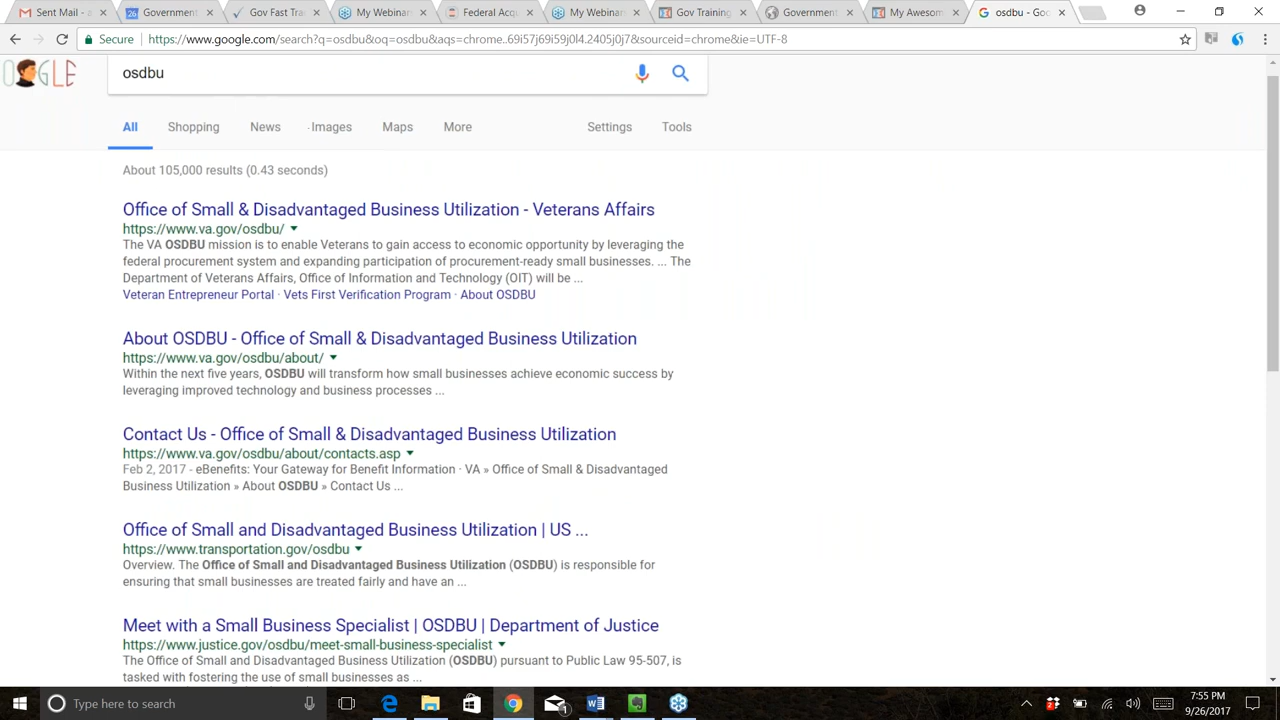 Sent Mail -
Government
Gov Fast Tra
My Webinar
Federal Acqu
My Webinar
Gov Training
Government
My Awesom
osdbu - Goo
Secure https://www.google.com/search?q=osdbu&oq=osdbu&aqs=chrome..69i57j69i59j0l4.2405j0j7&sourceid=chrome&ie=UTF-8
OGLE
osdbu
All Shopping News Images Maps More Settings Tools
About 105,000 results (0.43 seconds)
Office of Small & Disadvantaged Business Utilization - Veterans Affairs
https://www.va.gov/osdbu/
The VA OSDBU mission is to enable Veterans to gain access to economic opportunity by leveraging the
federal procurement system and expanding participation of procurement-ready small businesses. ... The
Department of Veterans Affairs, Office of Information and Technology (OIT) will be ...
Veteran Entrepreneur Portal · Vets First Verification Program · About OSDBU
About OSDBU - Office of Small & Disadvantaged Business Utilization
https://www.va.gov/osdbu/about/
Within the next five years, OSDBU will transform how small businesses achieve economic success by
leveraging improved technology and business processes ...
Contact Us - Office of Small & Disadvantaged Business Utilization
https://www.va.gov/osdbu/about/contacts.asp
Feb 2, 2017 - eBenefits: Your Gateway for Benefit Information · VA » Office of Small & Disadvantaged
Business Utilization » About OSDBU » Contact Us ...
Office of Small and Disadvantaged Business Utilization | US ...
https://www.transportation.gov/osdbu
Overview. The Office of Small and Disadvantaged Business Utilization (OSDBU) is responsible for
ensuring that small businesses are treated fairly and have an ...
Meet with a Small Business Specialist | OSDBU | Department of Justice
https://www.justice.gov/osdbu/meet-small-business-specialist
The Office of Small and Disadvantaged Business Utilization (OSDBU) pursuant to Public Law 95-507, is
tasked with fostering the use of small businesses as ...
Type here to search
7:55 PM
9/26/2017